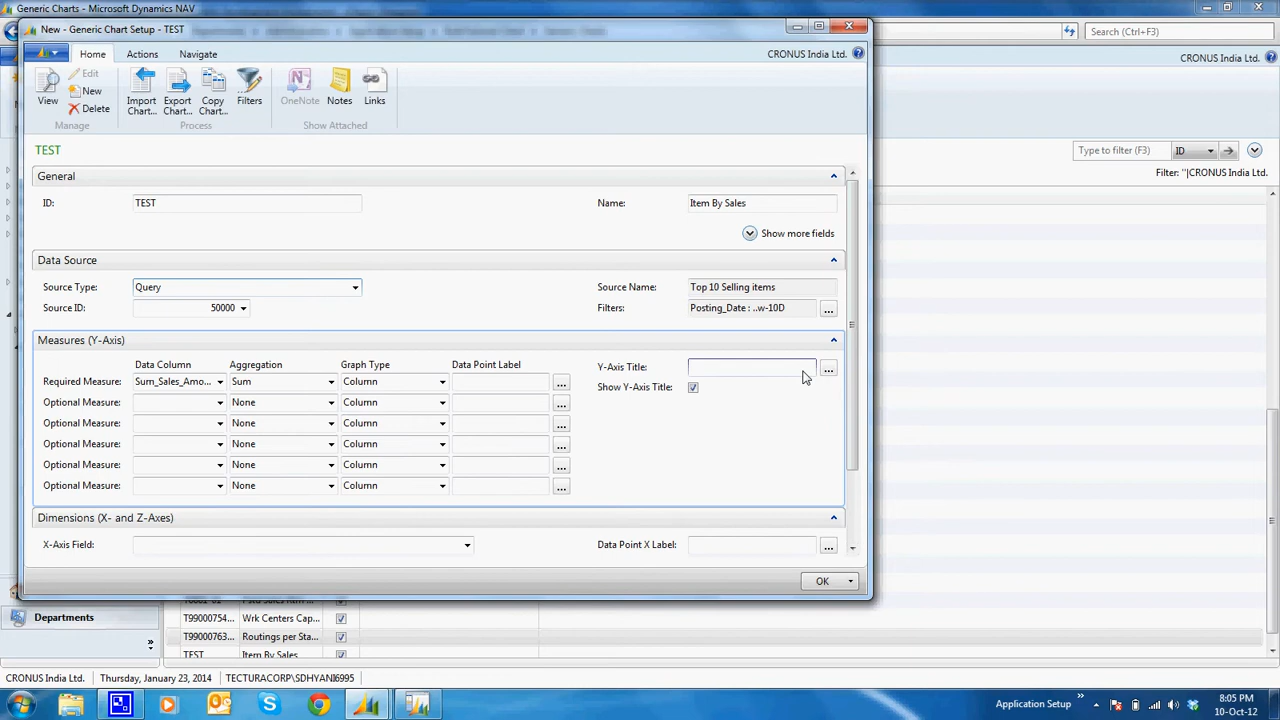 Generic Charts - Microsoft Dynamics NAV
New - Generic Chart Setup - TEST
Search (Ctrl+F3)
Home Actions Navigate
CRONUS India Ltd.
CRONUS India Ltd.
View
Edit
New
Delete
Import Chart...
Export Chart...
Copy Chart...
Filters
OneNote
Notes
Links
Manage
Process
Show Attached
Type to filter (F3)
ID
Filter: ''|CRONUS India Ltd.
TEST
General
ID: TEST
Name: Item By Sales
Show more fields
Data Source
Source Type: Query
Source Name: Top 10 Selling items
Source ID: 50000
Filters: Posting_Date : ..w-10D ...
Measures (Y-Axis)
Data Column Aggregation Graph Type Data Point Label
Y-Axis Title: ...
Required Measure: Sum_Sales_Amo... Sum Column ...
Show Y-Axis Title:
Optional Measure: None Column ...
Optional Measure: None Column ...
Optional Measure: None Column ...
Optional Measure: None Column ...
Optional Measure: None Column ...
Dimensions (X- and Z-Axes)
X-Axis Field:
Data Point X Label: ...
OK
Departments
T99000754... Wrk Centers Cap...
T99000763... Routings per Sta...
TEST Item By Sales
CRONUS India Ltd. Thursday, January 23, 2014 TECTURACORP\SDHYANI6995
Application Setup
8:05 PM
10-Oct-12